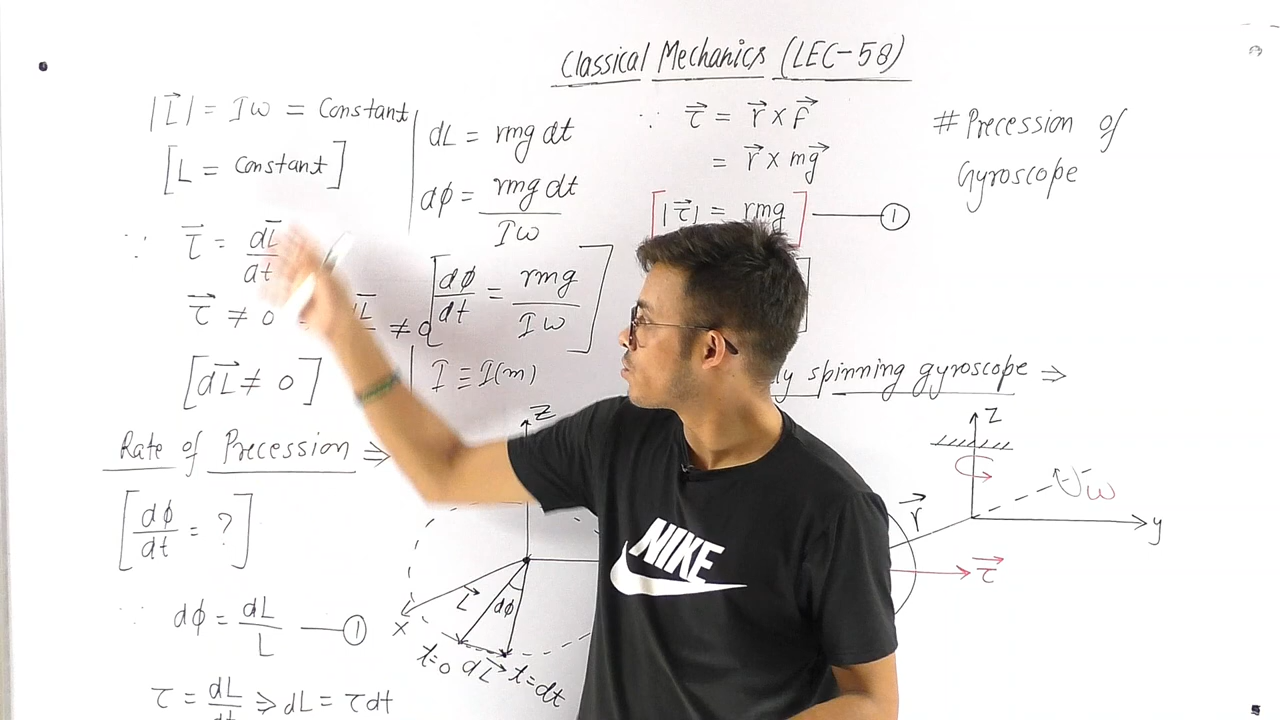 Classical Mechanics (LEC-58)
|L⃗| = Iω = Constant
[L = Constant]
∵ τ⃗ = dL⃗/dt
τ⃗ ≠ 0 dL⃗ ≠ 0
[dL⃗ ≠ 0]
Rate of Precession ⇒
[dϕ/dt = ?]
∵ dϕ = dL/L — ①
τ = dL/dt ⇒ dL = τdt
dL = rmg dt
dϕ = rmg dt/Iω
[dϕ/dt = rmg/Iω]
I ≡ I(m)
Z
L⃗
dϕ
X
t=0 dL⃗ t=dt
∵ τ⃗ = r⃗ × F⃗
= r⃗ × mg⃗
[|τ⃗| = rmg] — ①
# Precession of
Gyroscope
spinning gyroscope ⇒
Z
ω
r⃗
y
τ⃗
NIKE